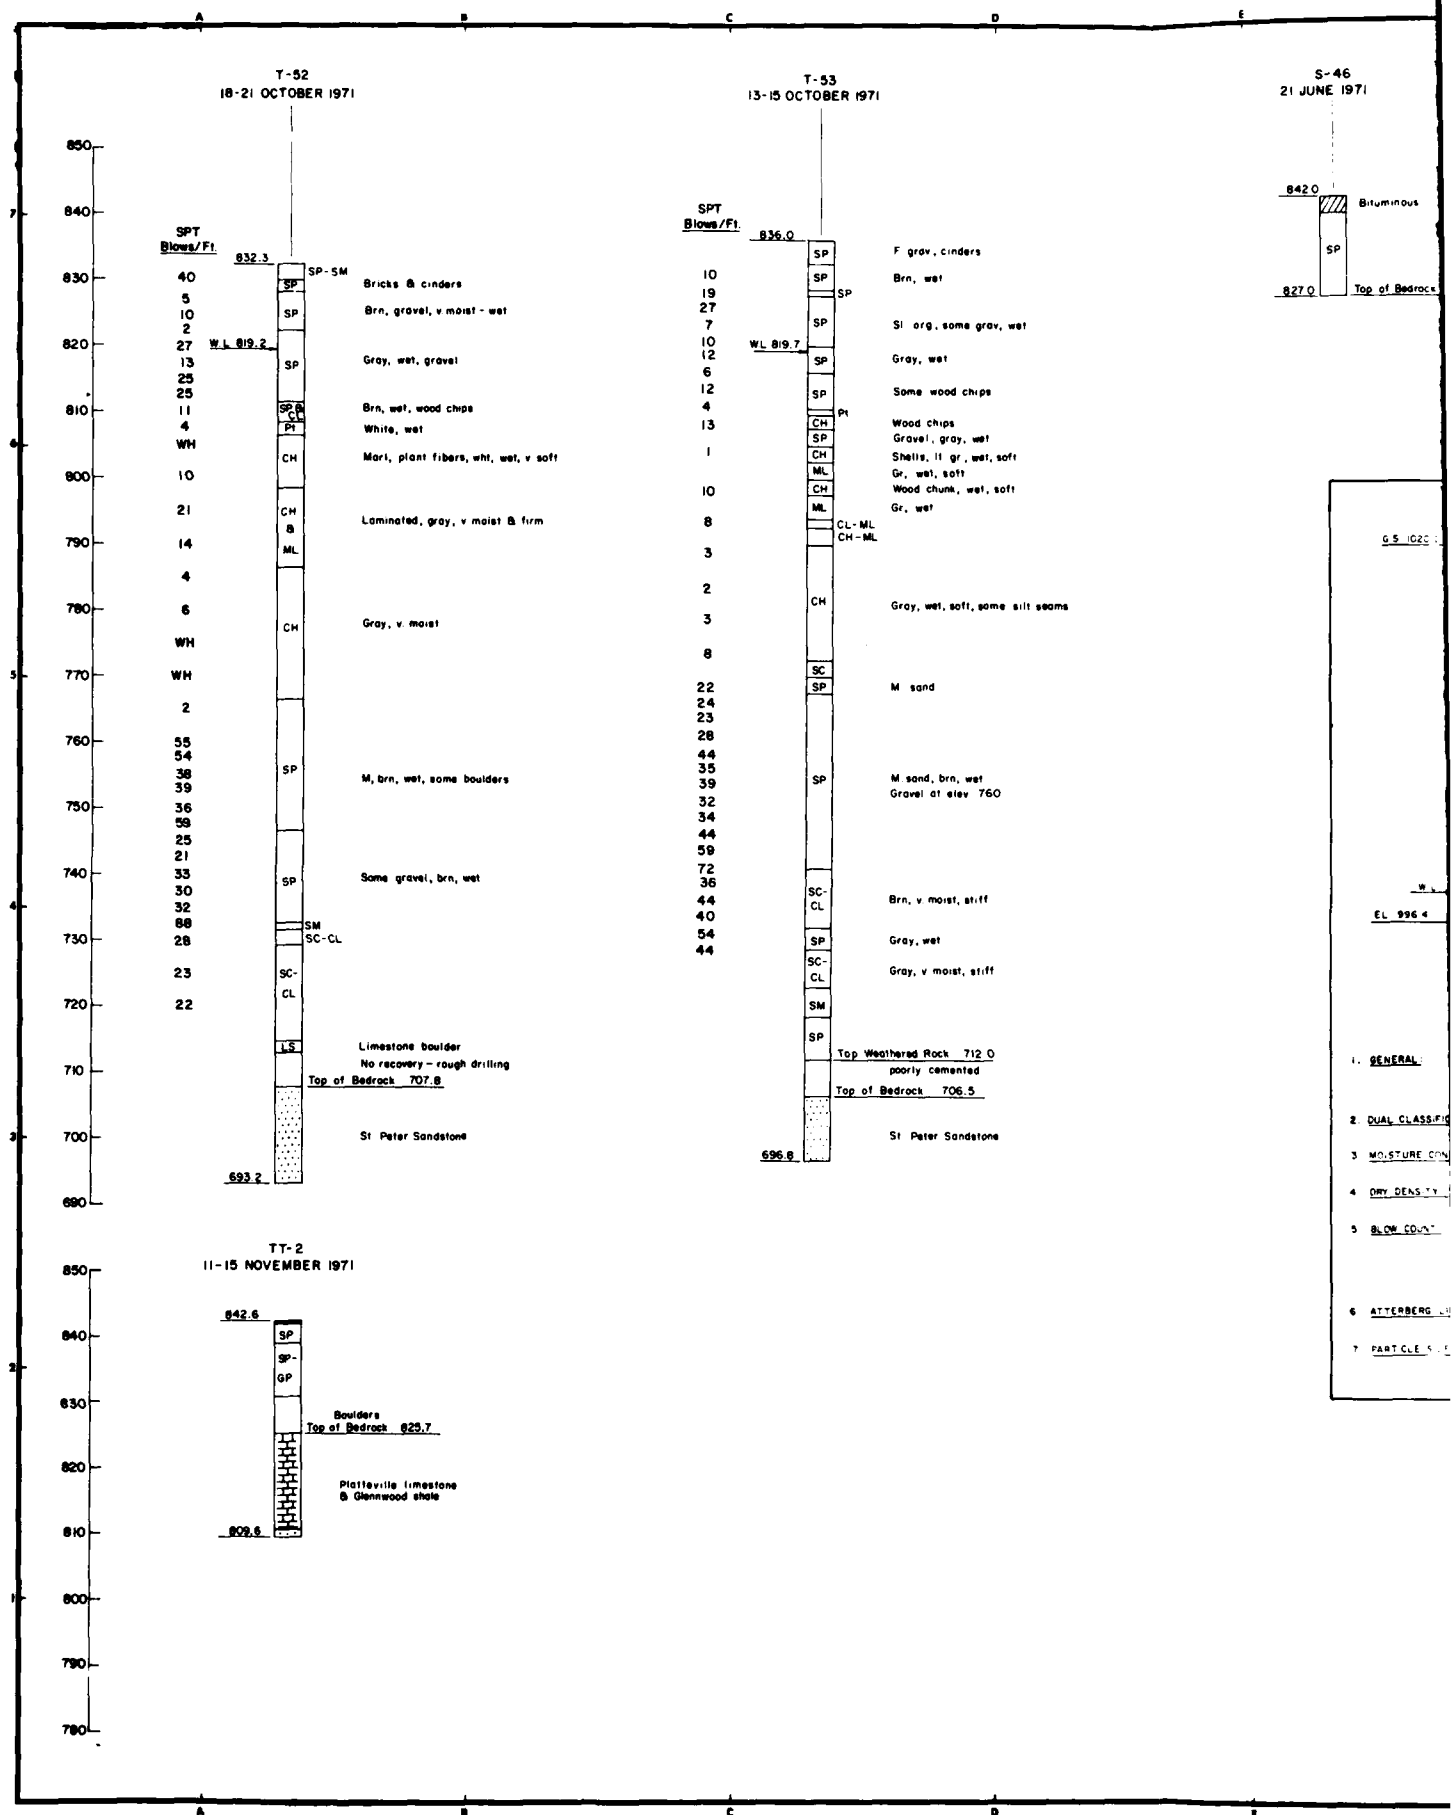 A B C D E
T-52
18-21 OCTOBER 1971
850
840
830
820
810
800
790
780
770
760
750
740
730
720
710
700
690
SPT
Blows/Ft.
40
5
10
2
27
13
25
25
11
4
WH
10
21
14
4
6
WH
WH
2
55
54
38
39
36
59
25
21
33
30
32
88
28
23
22
832.3
W.L. 819.2
SP-SM
SP Bricks & cinders
SP Brn, gravel, v. moist - wet
SP Gray, wet, gravel
SP & CL Brn, wet, wood chips
Pt White, wet
CH Marl, plant fibers, wht, wet, v soft
CH & ML Laminated, gray, v moist & firm
CH Gray, v. moist
SP M, brn, wet, some boulders
SP Some gravel, brn, wet
SM
SC-CL
SC-CL
LS Limestone boulder
No recovery - rough drilling
Top of Bedrock 707.8
St Peter Sandstone
693.2
T-53
13-15 OCTOBER 1971
SPT
Blows/Ft.
10
19
27
7
10
12
6
12
4
13
1
10
8
3
2
3
8
22
24
23
28
44
35
39
32
34
44
59
72
36
44
40
54
44
836.0
WL 819.7
SP F grav, cinders
SP Brn, wet
SP
SP Sl org, some grav, wet
SP Gray, wet
SP Some wood chips
Pt
CH Wood chips
SP Gravel, gray, wet
CH Shells, lt gr, wet, soft
ML Gr, wet, soft
CH Wood chunk, wet, soft
ML Gr, wet
CL-ML
CH-ML
CH Gray, wet, soft, some silt seams
SC
SP M sand
SP M sand, brn, wet
Gravel at elev 760
SC-CL Brn, v. moist, stiff
SP Gray, wet
SC-CL Gray, v moist, stiff
SM
SP
Top Weathered Rock 712.0
poorly cemented
Top of Bedrock 706.5
St Peter Sandstone
696.8
S-46
21 JUNE 1971
842.0
Bituminous
SP
827.0 Top of Bedrock
EL 996.4
1. GENERAL:
2. DUAL
3 MOISTURE
4 DRY DENSITY
5 BLOW COUNT
6 ATTERBERG
7 PARTICLE
TT-2
11-15 NOVEMBER 1971
850
840
830
820
810
800
790
780
842.6
SP
SP-
GP
Boulders
Top of Bedrock 825.7
Platteville limestone
& Glennwood shale
809.6
7
6
5
4
3
2
1
A B C D